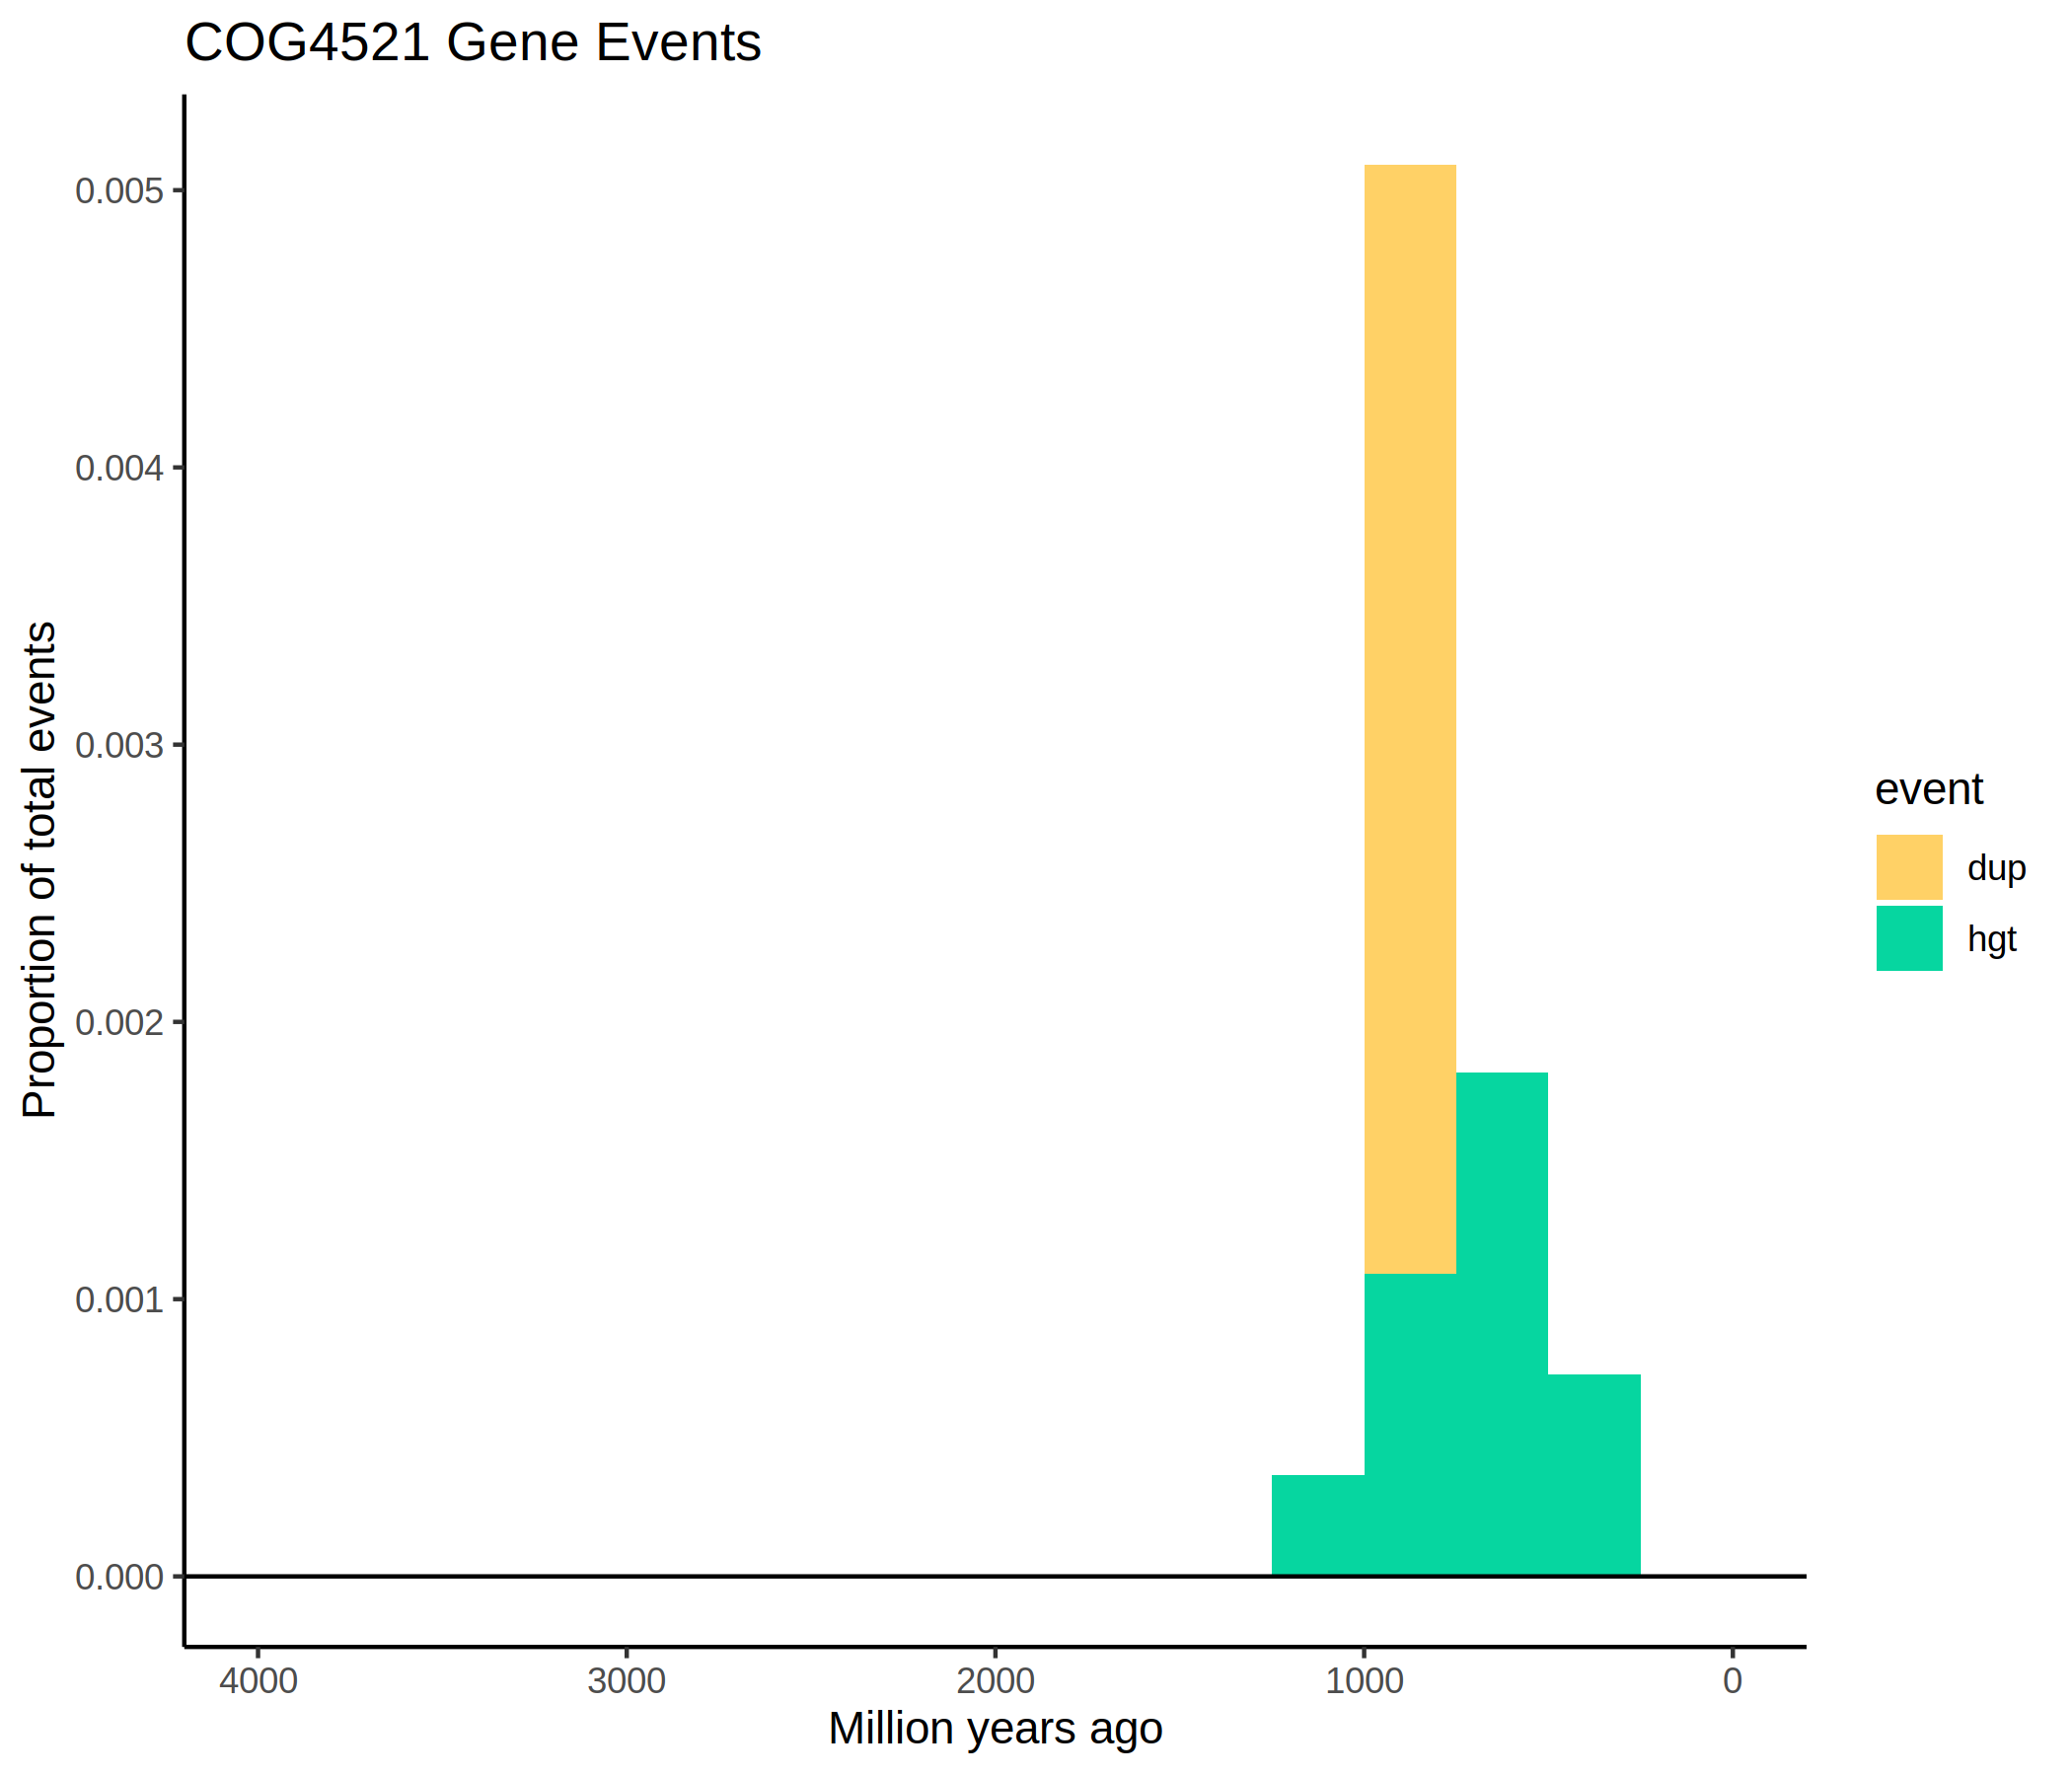 COG4521 Gene Events
Proportion of total events
0.005
0.004
0.003
0.002
0.001
0.000
4000 3000 2000 1000 0
Million years ago
event
dup
hgt